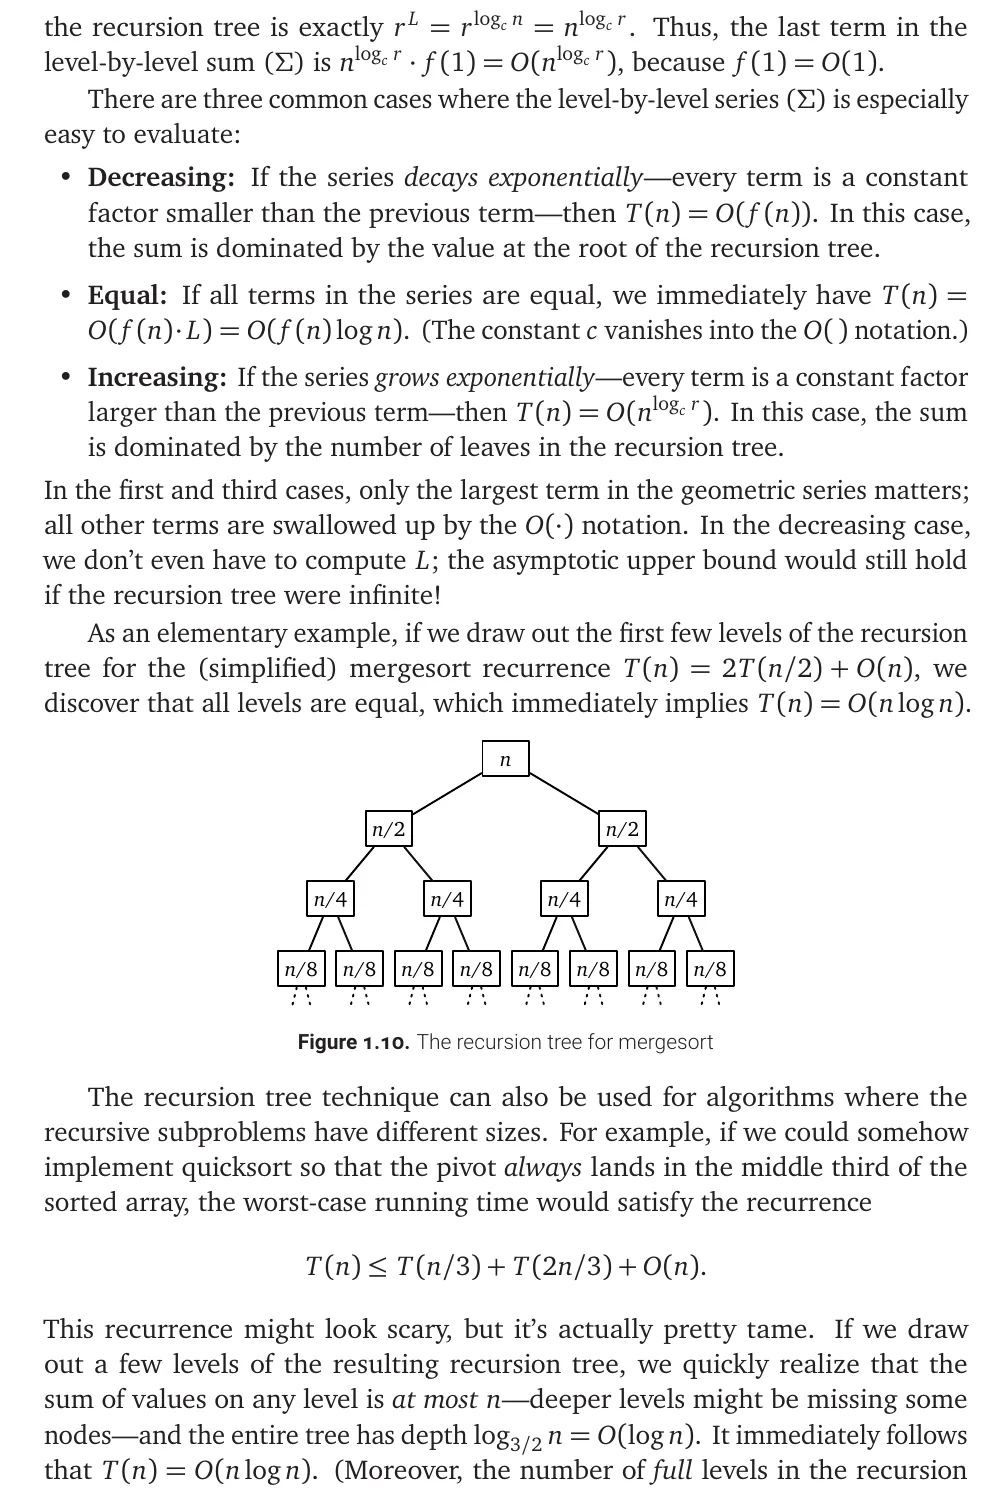 the recursion tree is exactly r^L = r^{log_c n} = n^{log_c r}. Thus, the last term in the
level-by-level sum (Σ) is n^{log_c r} · f(1) = O(n^{log_c r}), because f(1) = O(1).
There are three common cases where the level-by-level series (Σ) is especially
easy to evaluate:
• Decreasing: If the series decays exponentially—every term is a constant
factor smaller than the previous term—then T(n) = O(f(n)). In this case,
the sum is dominated by the value at the root of the recursion tree.
• Equal: If all terms in the series are equal, we immediately have T(n) =
O(f(n)·L) = O(f(n) log n). (The constant c vanishes into the O( ) notation.)
• Increasing: If the series grows exponentially—every term is a constant factor
larger than the previous term—then T(n) = O(n^{log_c r}). In this case, the sum
is dominated by the number of leaves in the recursion tree.
In the first and third cases, only the largest term in the geometric series matters;
all other terms are swallowed up by the O(·) notation. In the decreasing case,
we don't even have to compute L; the asymptotic upper bound would still hold
if the recursion tree were infinite!
As an elementary example, if we draw out the first few levels of the recursion
tree for the (simplified) mergesort recurrence T(n) = 2T(n/2) + O(n), we
discover that all levels are equal, which immediately implies T(n) = O(n log n).
n
n/2 n/2
n/4 n/4 n/4 n/4
n/8 n/8 n/8 n/8 n/8 n/8 n/8 n/8
Figure 1.10. The recursion tree for mergesort
The recursion tree technique can also be used for algorithms where the
recursive subproblems have different sizes. For example, if we could somehow
implement quicksort so that the pivot always lands in the middle third of the
sorted array, the worst-case running time would satisfy the recurrence
T(n) ≤ T(n/3) + T(2n/3) + O(n).
This recurrence might look scary, but it's actually pretty tame. If we draw
out a few levels of the resulting recursion tree, we quickly realize that the
sum of values on any level is at most n—deeper levels might be missing some
nodes—and the entire tree has depth log_{3/2} n = O(log n). It immediately follows
that T(n) = O(n log n). (Moreover, the number of full levels in the recursion